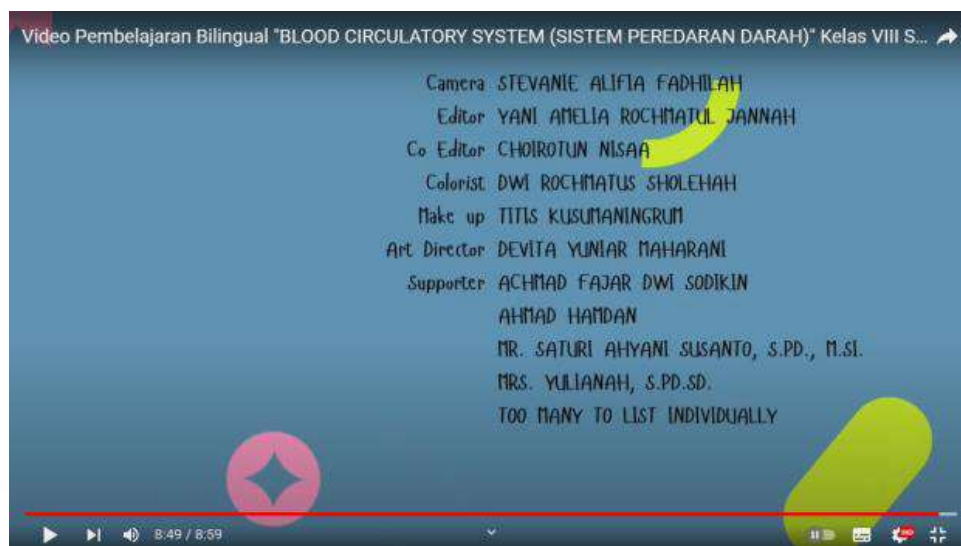 Video Pembelajaran Bilingual "BLOOD CIRCULATORY SYSTEM (SISTEM PEREDARAN DARAH)" Kelas VIII S...
Camera STEVANIE ALIFIA FADHILAH
Editor YANI AMELIA ROCHMATUL JANNAH
Co Editor CHOIROTUN NISAA
Colorist DWI ROCHMATUS SHOLEHAH
Make up TITIS KUSUMANINGRUM
Art Director DEVITA YUNIAR MAHARANI
Supporter ACHMAD FAJAR DWI SODIKIN
AHMAD HAMDAN
MR. SATURI AHYANI SUSANTO, S.PD., M.SI.
MRS. YULIANAH, S.PD.SD.
TOO MANY TO LIST INDIVIDUALLY
8:49 / 8:59